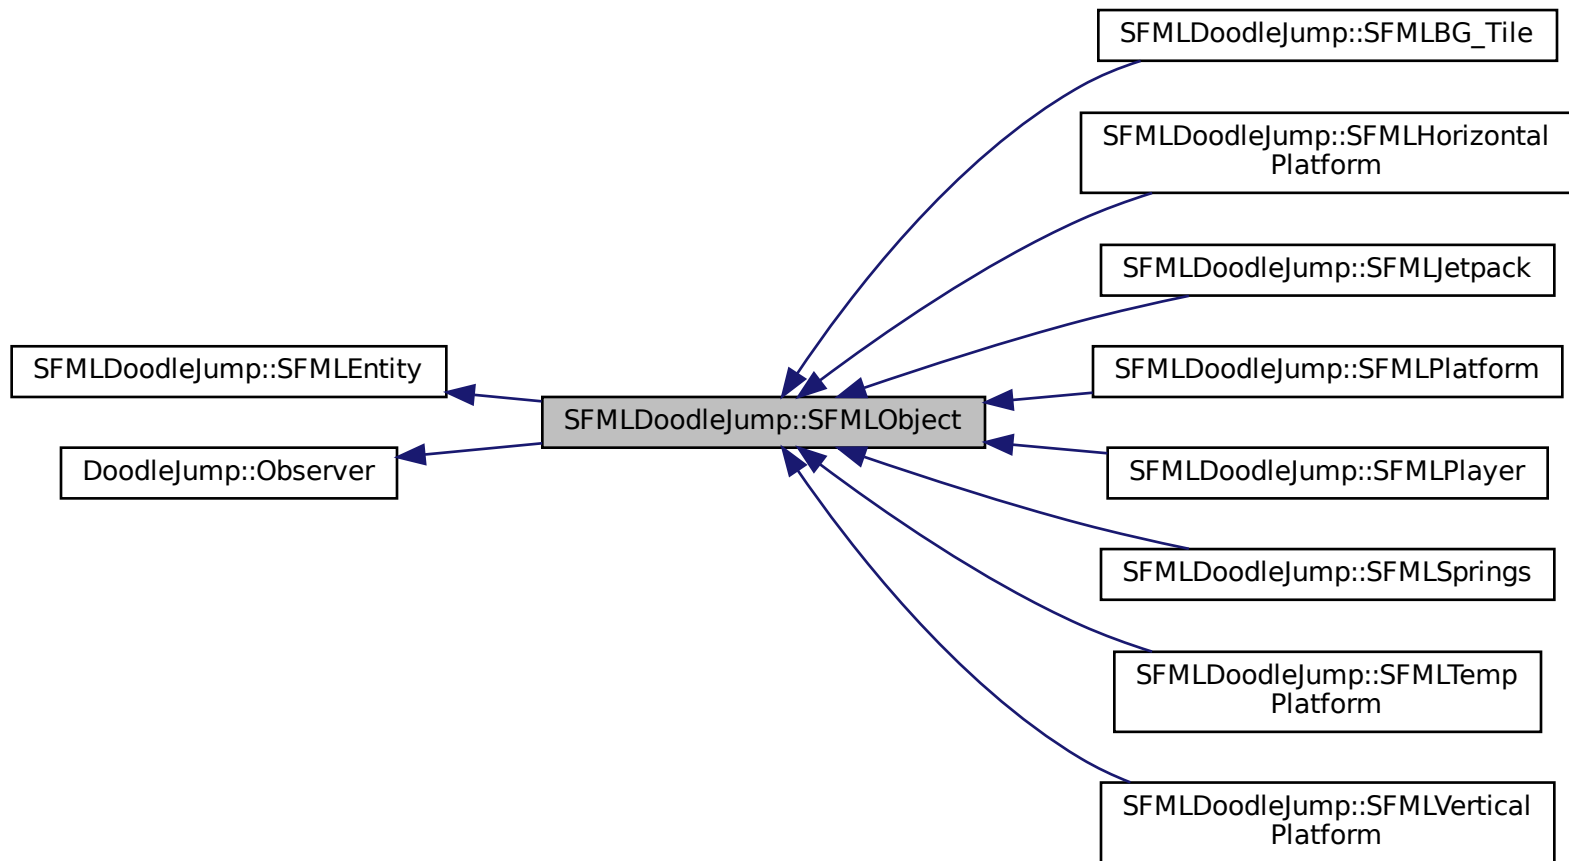 SFMLDoodleJump::SFMLBG_Tile
SFMLDoodleJump::SFMLHorizontal
Platform
SFMLDoodleJump::SFMLJetpack
SFMLDoodleJump::SFMLEntity
SFMLDoodleJump::SFMLPlatform
SFMLDoodleJump::SFMLObject
DoodleJump::Observer
SFMLDoodleJump::SFMLPlayer
SFMLDoodleJump::SFMLSprings
SFMLDoodleJump::SFMLTemp
Platform
SFMLDoodleJump::SFMLVertical
Platform